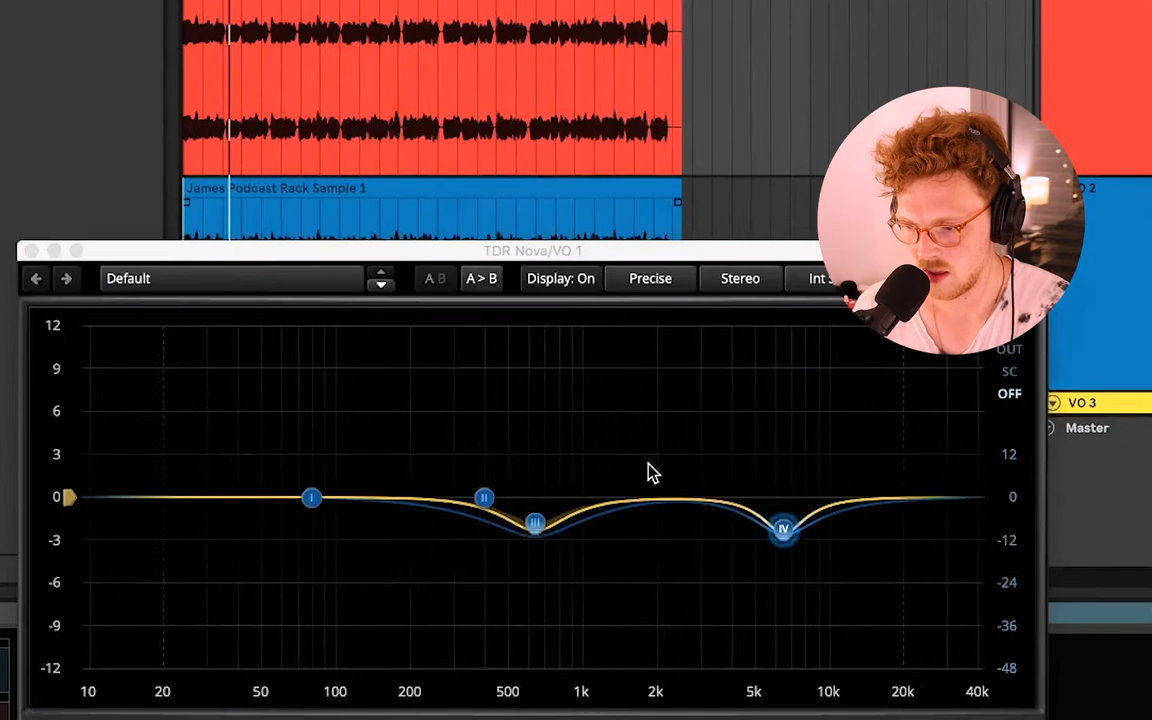 James Podcast Rack Sample 1
O 2
TDR Nova/VO 1
Default
A B
A > B
Display: On
Precise
Stereo
Int
OUT
SC
OFF
VO 3
Master
12
9
6
3
0
-3
-6
-9
-12
12
0
-12
-24
-36
-48
I
II
III
IV
10
20
50
100
200
500
1k
2k
5k
10k
20k
40k